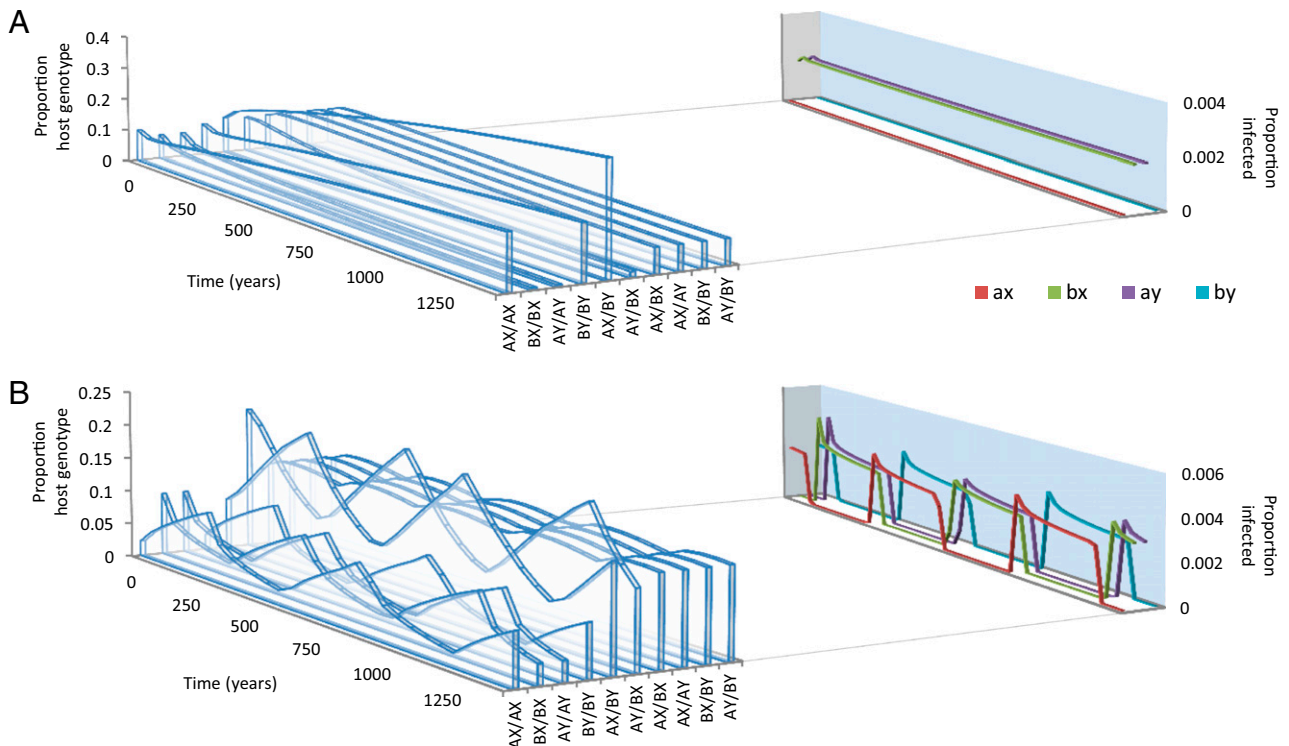 A
Proportion
host genotype
0.4
0.3
0.2
0.1
0
0
250
500
750
1000
1250
Time (years)
AX/AX
BX/BX
AY/AY
BY/BY
AX/BY
AY/BX
AX/BX
AX/AY
BX/BY
AY/BY
0.004
0.002
0
Proportion
infected
ax
bx
ay
by
B
Proportion
host genotype
0.25
0.2
0.15
0.1
0.05
0
0
250
500
750
1000
1250
Time (years)
AX/AX
BX/BX
AY/AY
BY/BY
AX/BY
AY/BX
AX/BX
AX/AY
BX/BY
AY/BY
0.006
0.004
0.002
0
Proportion
infected